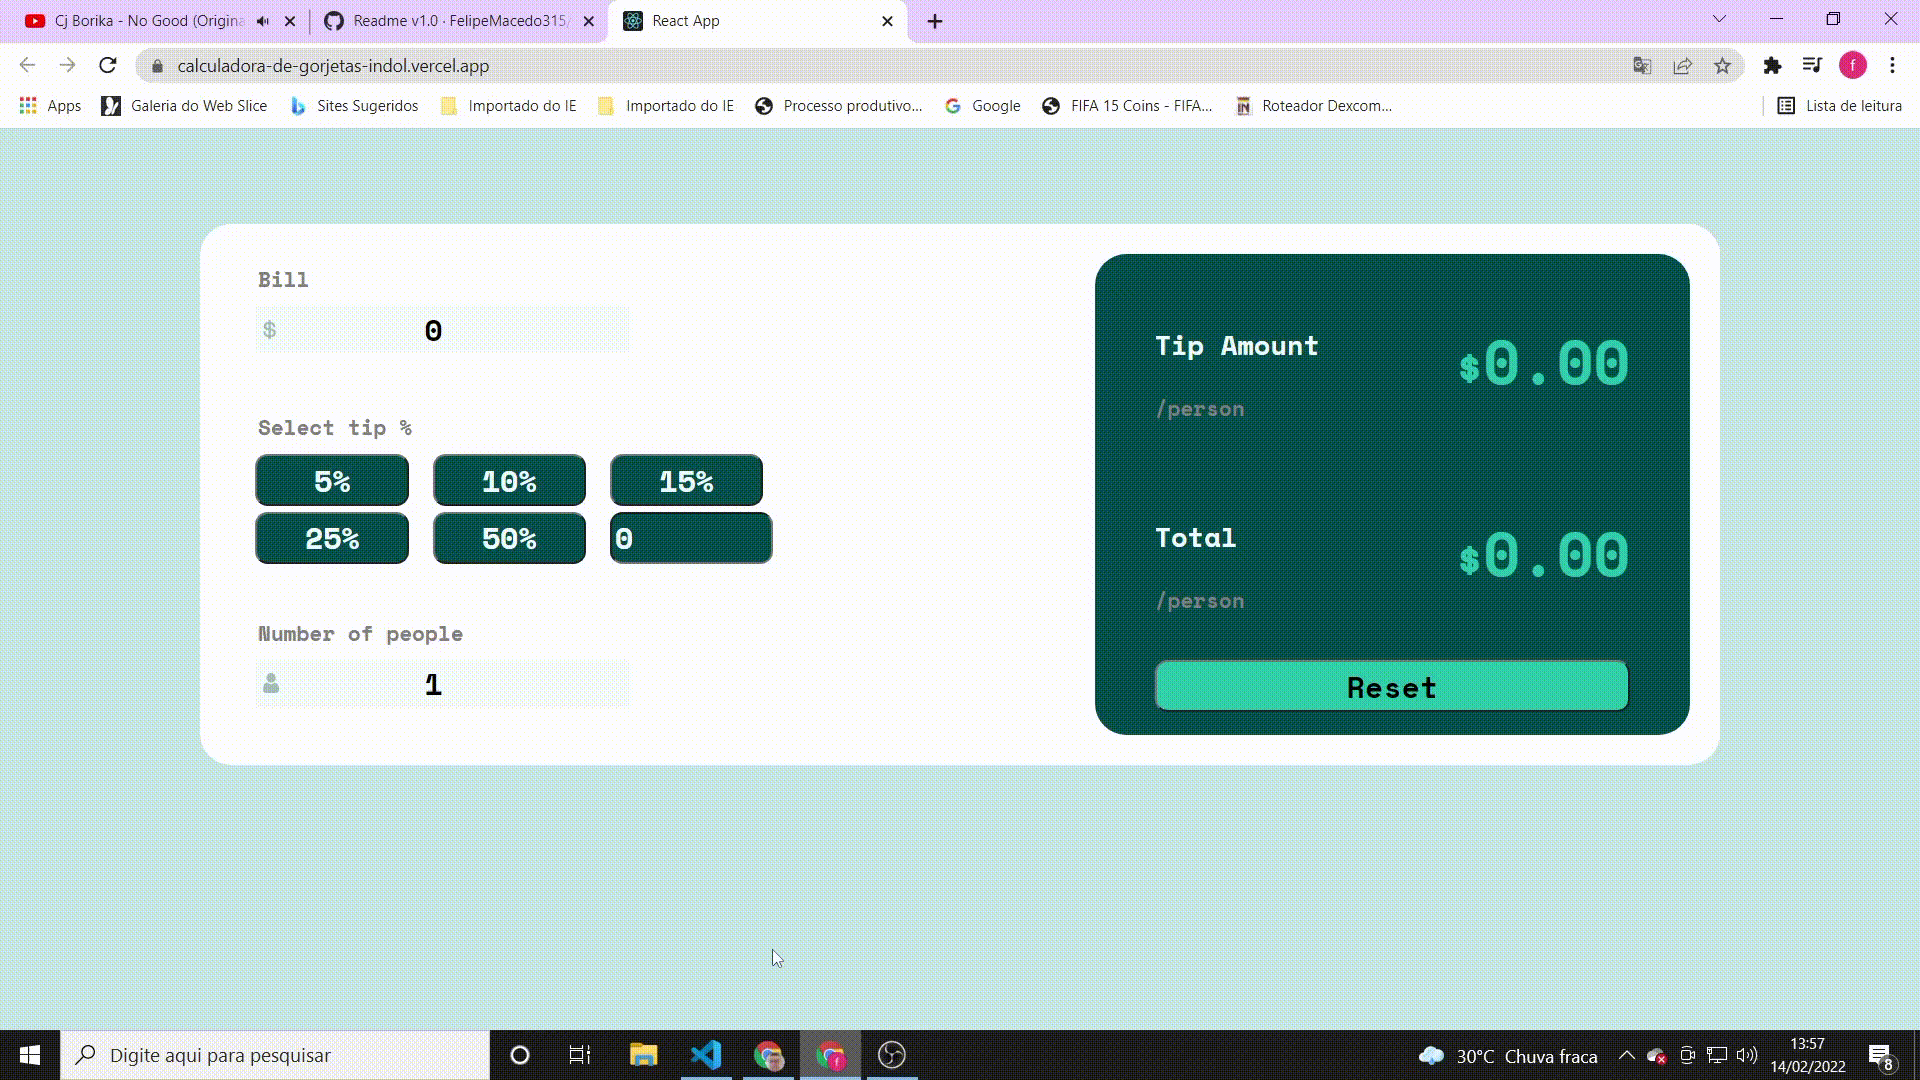 Cj Borika - No Good (Origina
Readme v1.0 · FelipeMacedo315/
React App
calculadora-de-gorjetas-indol.vercel.app
f
Apps
Galeria do Web Slice
Sites Sugeridos
Importado do IE
Importado do IE
Processo produtivo...
Google
FIFA 15 Coins - FIFA...
Roteador Dexcom...
Lista de leitura
Bill
$ 0
Select tip %
5% 10% 15%
25% 50% 0
Number of people
1
Tip Amount
$0.00
/person
Total
$0.00
/person
Reset
Digite aqui para pesquisar
30°C Chuva fraca
13:57
14/02/2022
8